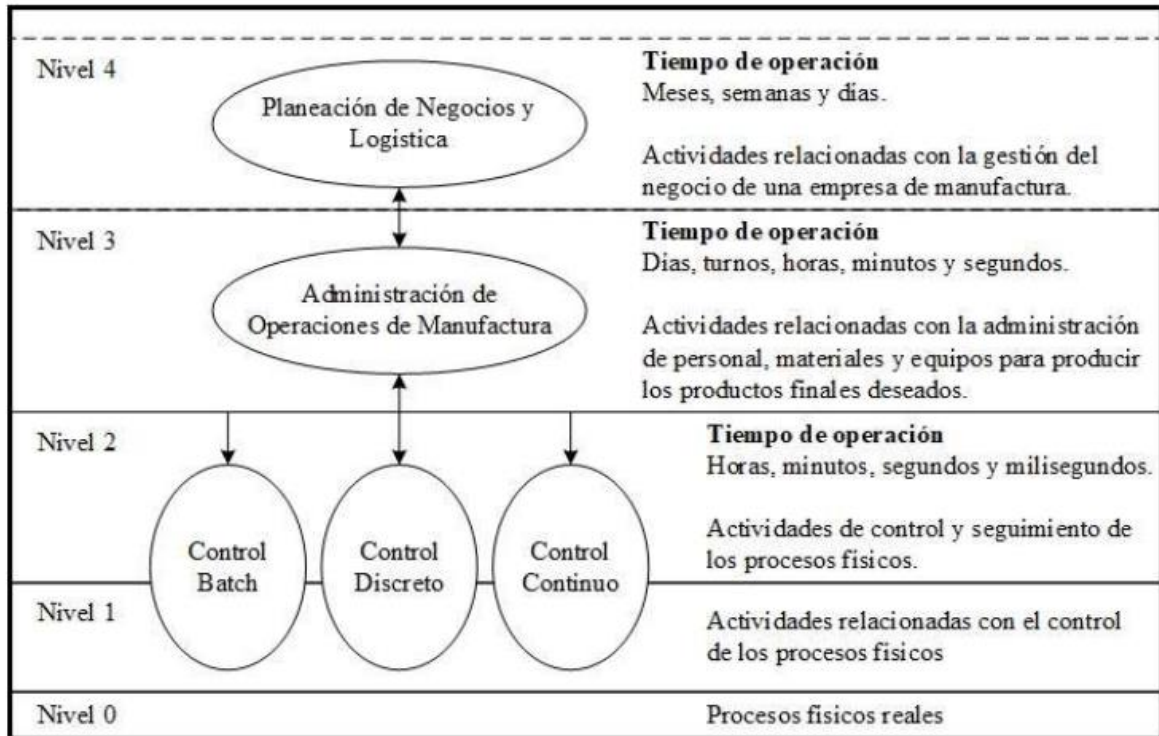 Nivel 4
Planeación de Negocios y
Logística
Tiempo de operación
Meses, semanas y días.
Actividades relacionadas con la gestión del
negocio de una empresa de manufactura.
Nivel 3
Administración de
Operaciones de Manufactura
Tiempo de operación
Días, turnos, horas, minutos y segundos.
Actividades relacionadas con la administración
de personal, materiales y equipos para producir
los productos finales deseados.
Nivel 2
Tiempo de operación
Horas, minutos, segundos y milisegundos.
Actividades de control y seguimiento de
los procesos físicos.
Control
Batch
Control
Discreto
Control
Continuo
Nivel 1
Actividades relacionadas con el control
de los procesos físicos
Nivel 0
Procesos físicos reales